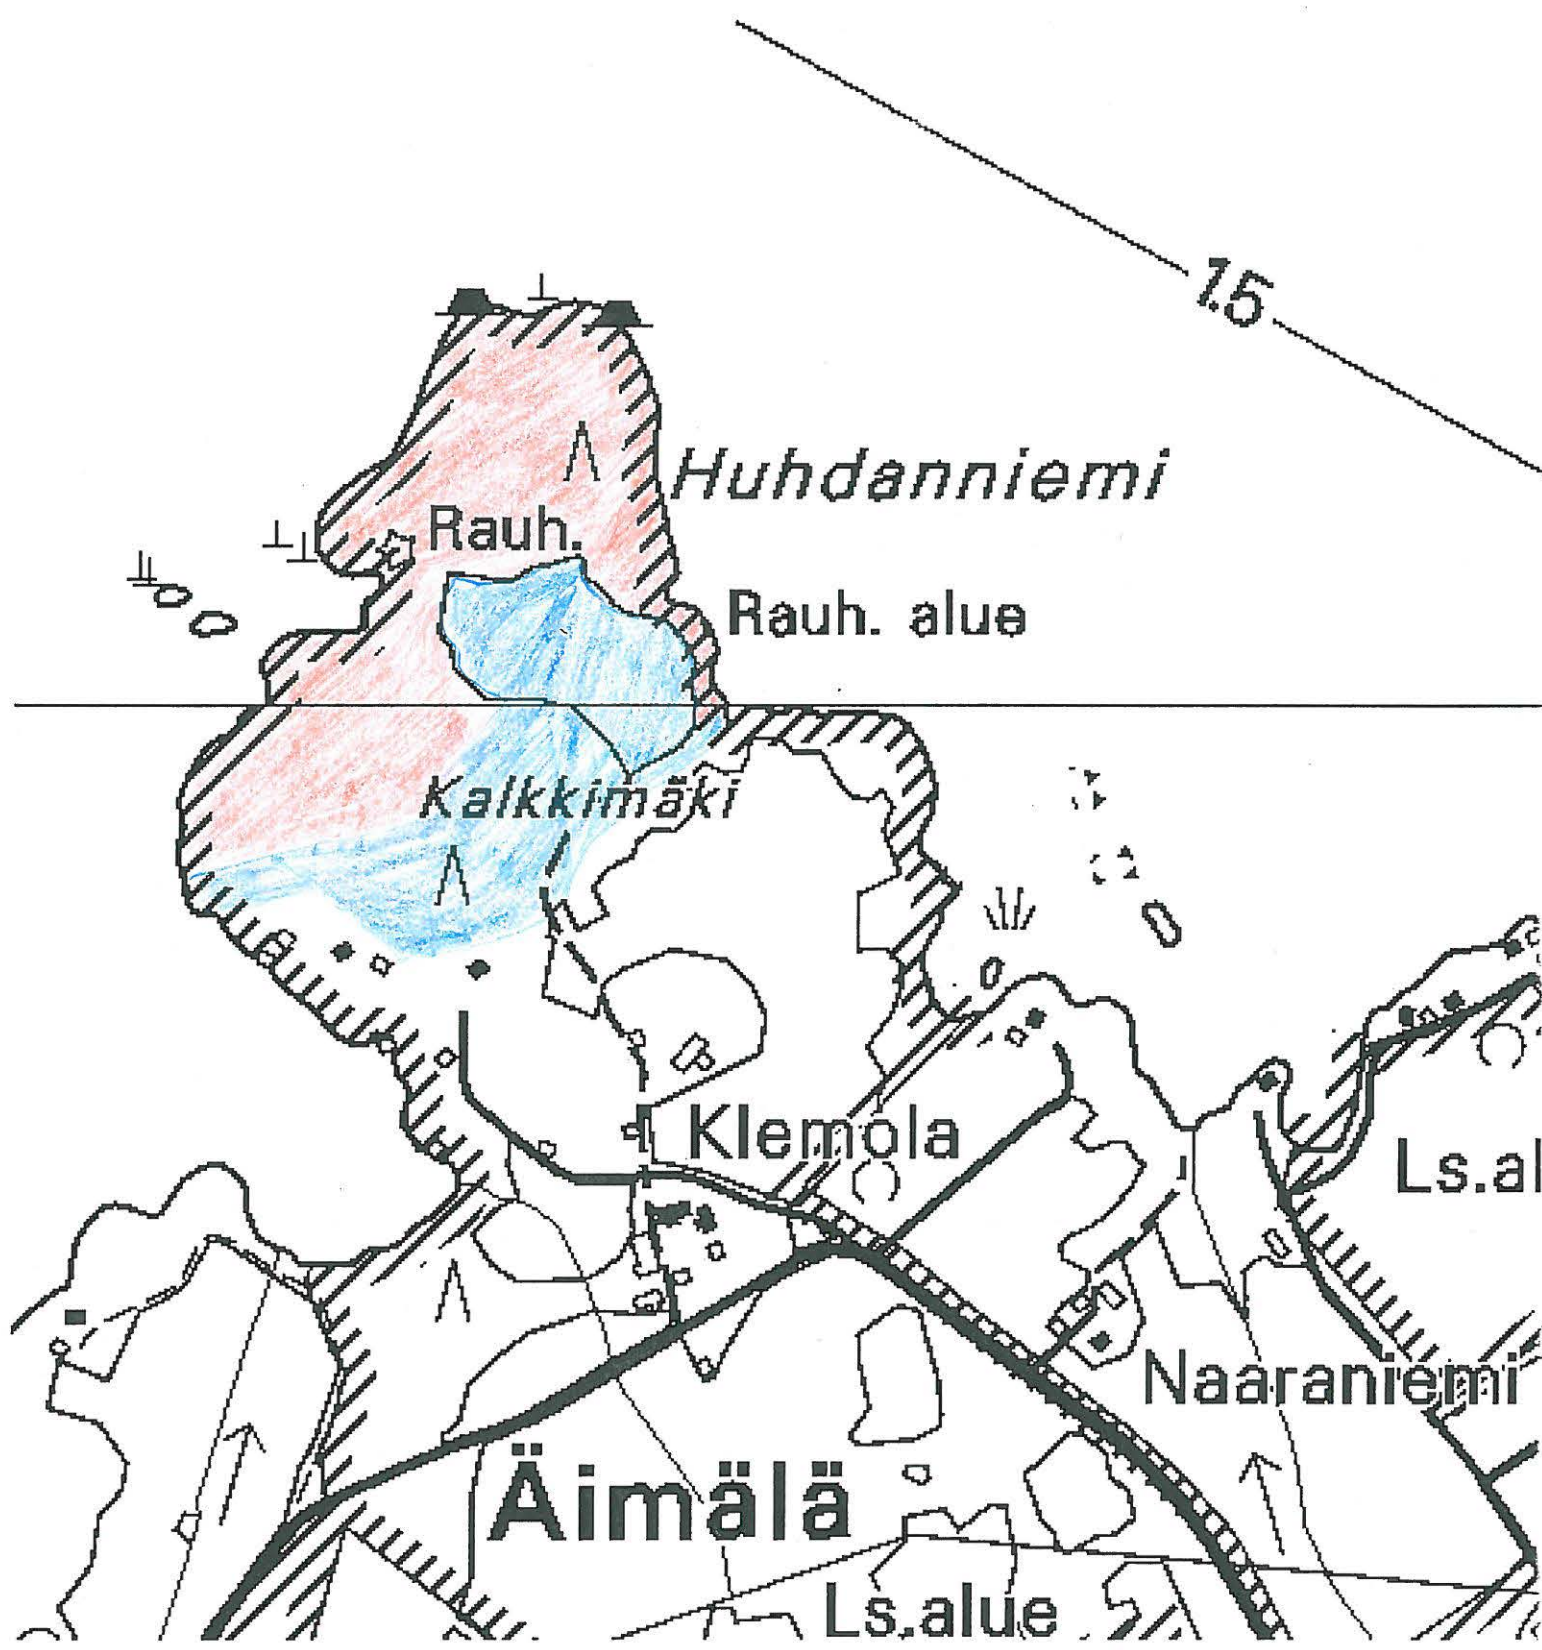 1.5
Huhdanniemi
Rauh.
Rauh. alue
Kalkkimäki
Klemola
Ls.al
Naaraniemi
Äimälä
Ls.alue